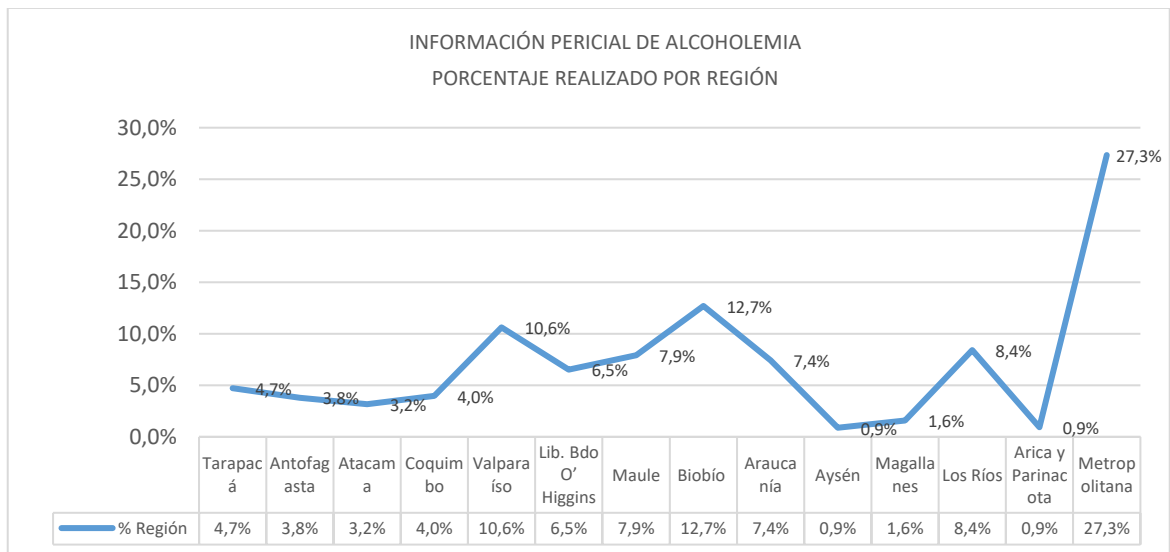 INFORMACIÓN PERICIAL DE ALCOHOLEMIA
PORCENTAJE REALIZADO POR REGIÓN
30,0%
25,0%
20,0%
15,0%
10,0%
5,0%
0,0%
4,7%
3,8%
3,2%
4,0%
10,6%
6,5%
7,9%
12,7%
7,4%
0,9%
1,6%
8,4%
0,9%
27,3%
Tarapac
á
Antofag
asta
Atacam
a
Coquim
bo
Valpara
íso
Lib. Bdo
O’
Higgins
Maule
Biobío
Arauca
nía
Aysén
Magalla
nes
Los Ríos
Arica y
Parinac
ota
Metrop
olitana
% Región 4,7% 3,8% 3,2% 4,0% 10,6% 6,5% 7,9% 12,7% 7,4% 0,9% 1,6% 8,4% 0,9% 27,3%